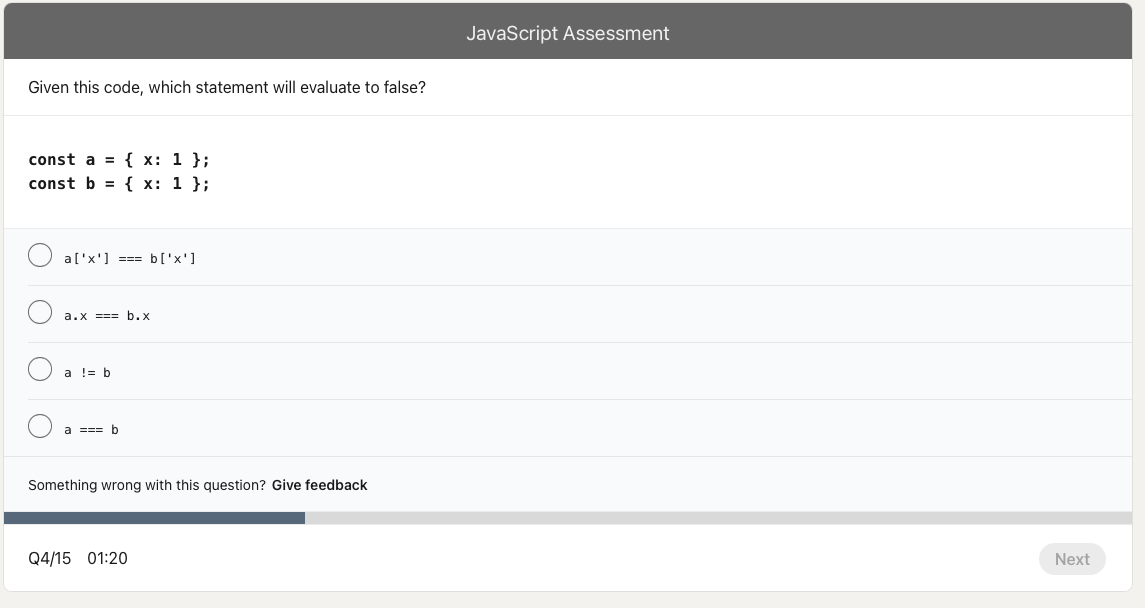 JavaScript Assessment
Given this code, which statement will evaluate to false?
const a = { x: 1 };
const b = { x: 1 };
a['x'] === b['x']
a.x === b.x
a != b
a === b
Something wrong with this question? Give feedback
Q4/15 01:20
Next